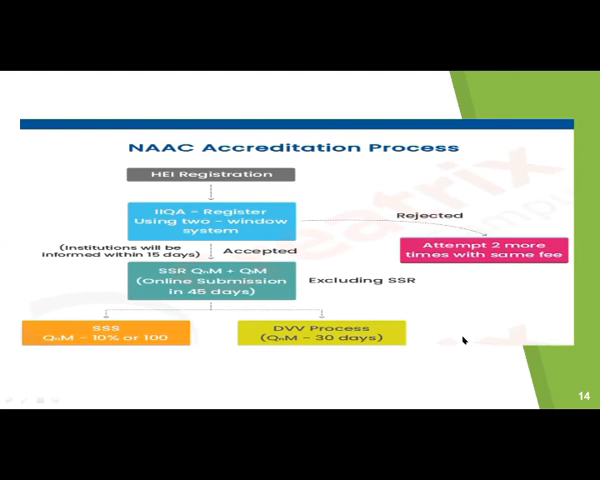 NAAC Accreditation Process
HEI Registration
IIQA - Register
Using two - window
system
Rejected
Attempt 2 more
times with same fee
(Institutions will be
informed within 15 days)
Accepted
SSR QnM + QlM
(Online Submission
in 45 days)
Excluding SSR
SSS
QnM - 10% or 100
DVV Process
(QnM - 30 days)
14